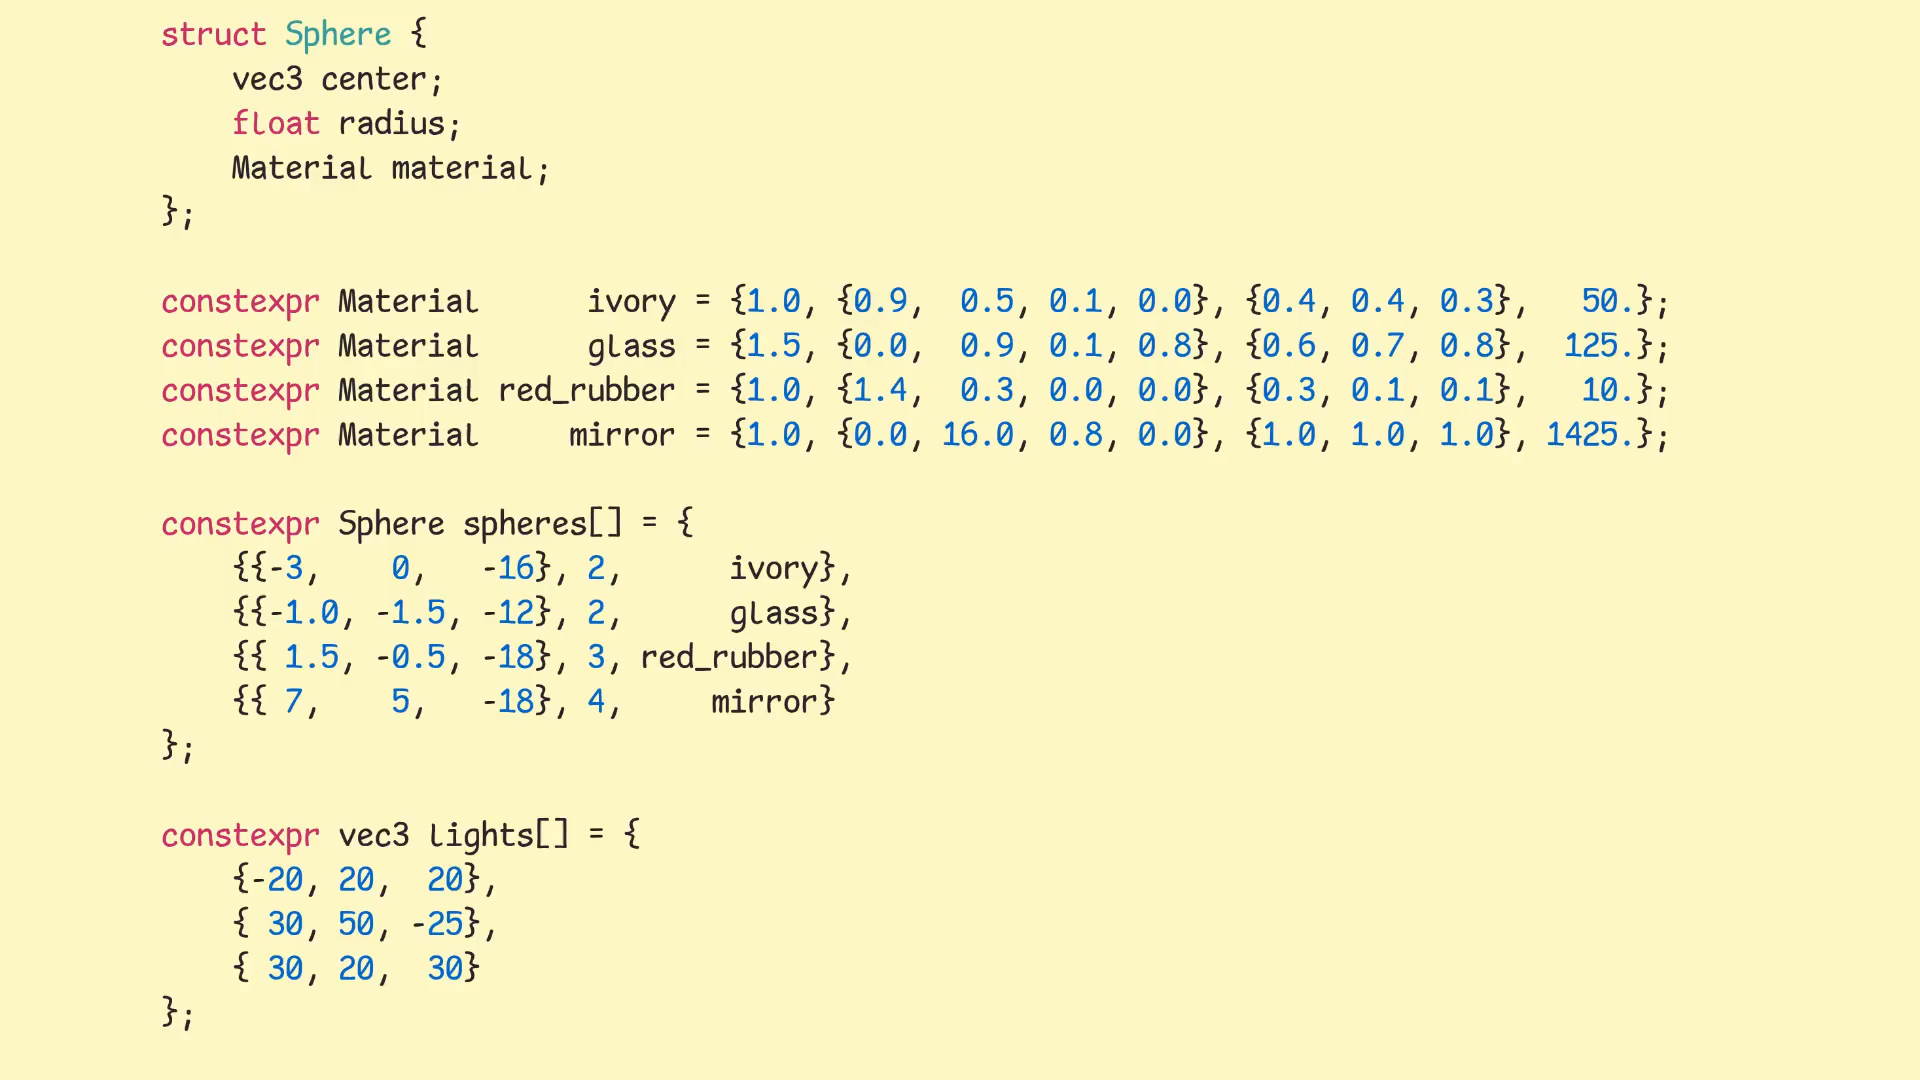 struct Sphere {
    vec3 center;
    float radius;
    Material material;
};

constexpr Material      ivory = {1.0, {0.9,  0.5, 0.1, 0.0}, {0.4, 0.4, 0.3},   50.};
constexpr Material      glass = {1.5, {0.0,  0.9, 0.1, 0.8}, {0.6, 0.7, 0.8},  125.};
constexpr Material red_rubber = {1.0, {1.4,  0.3, 0.0, 0.0}, {0.3, 0.1, 0.1},   10.};
constexpr Material     mirror = {1.0, {0.0, 16.0, 0.8, 0.0}, {1.0, 1.0, 1.0}, 1425.};

constexpr Sphere spheres[] = {
    {{-3,    0,   -16}, 2,      ivory},
    {{-1.0, -1.5, -12}, 2,      glass},
    {{ 1.5, -0.5, -18}, 3, red_rubber},
    {{ 7,    5,   -18}, 4,     mirror}
};

constexpr vec3 lights[] = {
    {-20, 20,  20},
    { 30, 50, -25},
    { 30, 20,  30}
};